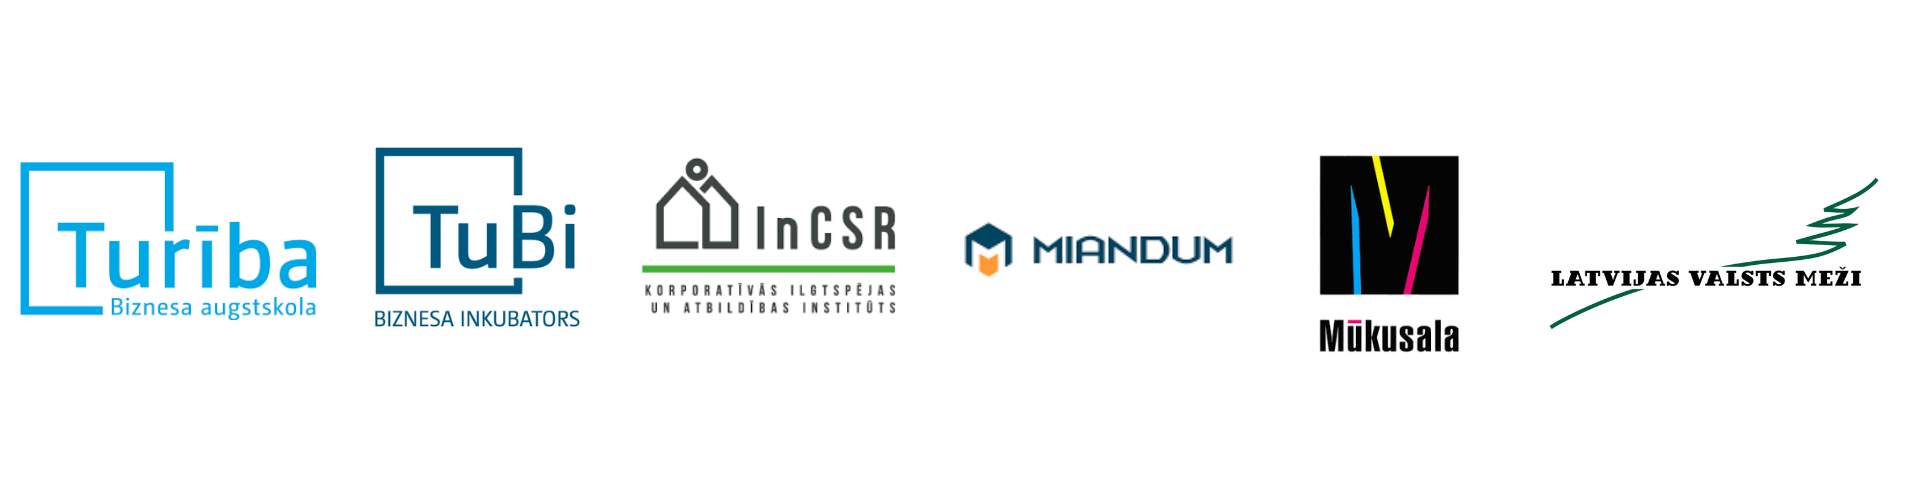 Turība
Biznesa augstskola
TuBi
BIZNESA INKUBATORS
InCSR
KORPORATĪVĀS ILGTSPĒJAS
UN ATBILDĪBAS INSTITŪTS
MIANDUM
Mūkusala
LATVIJAS VALSTS MEŽI